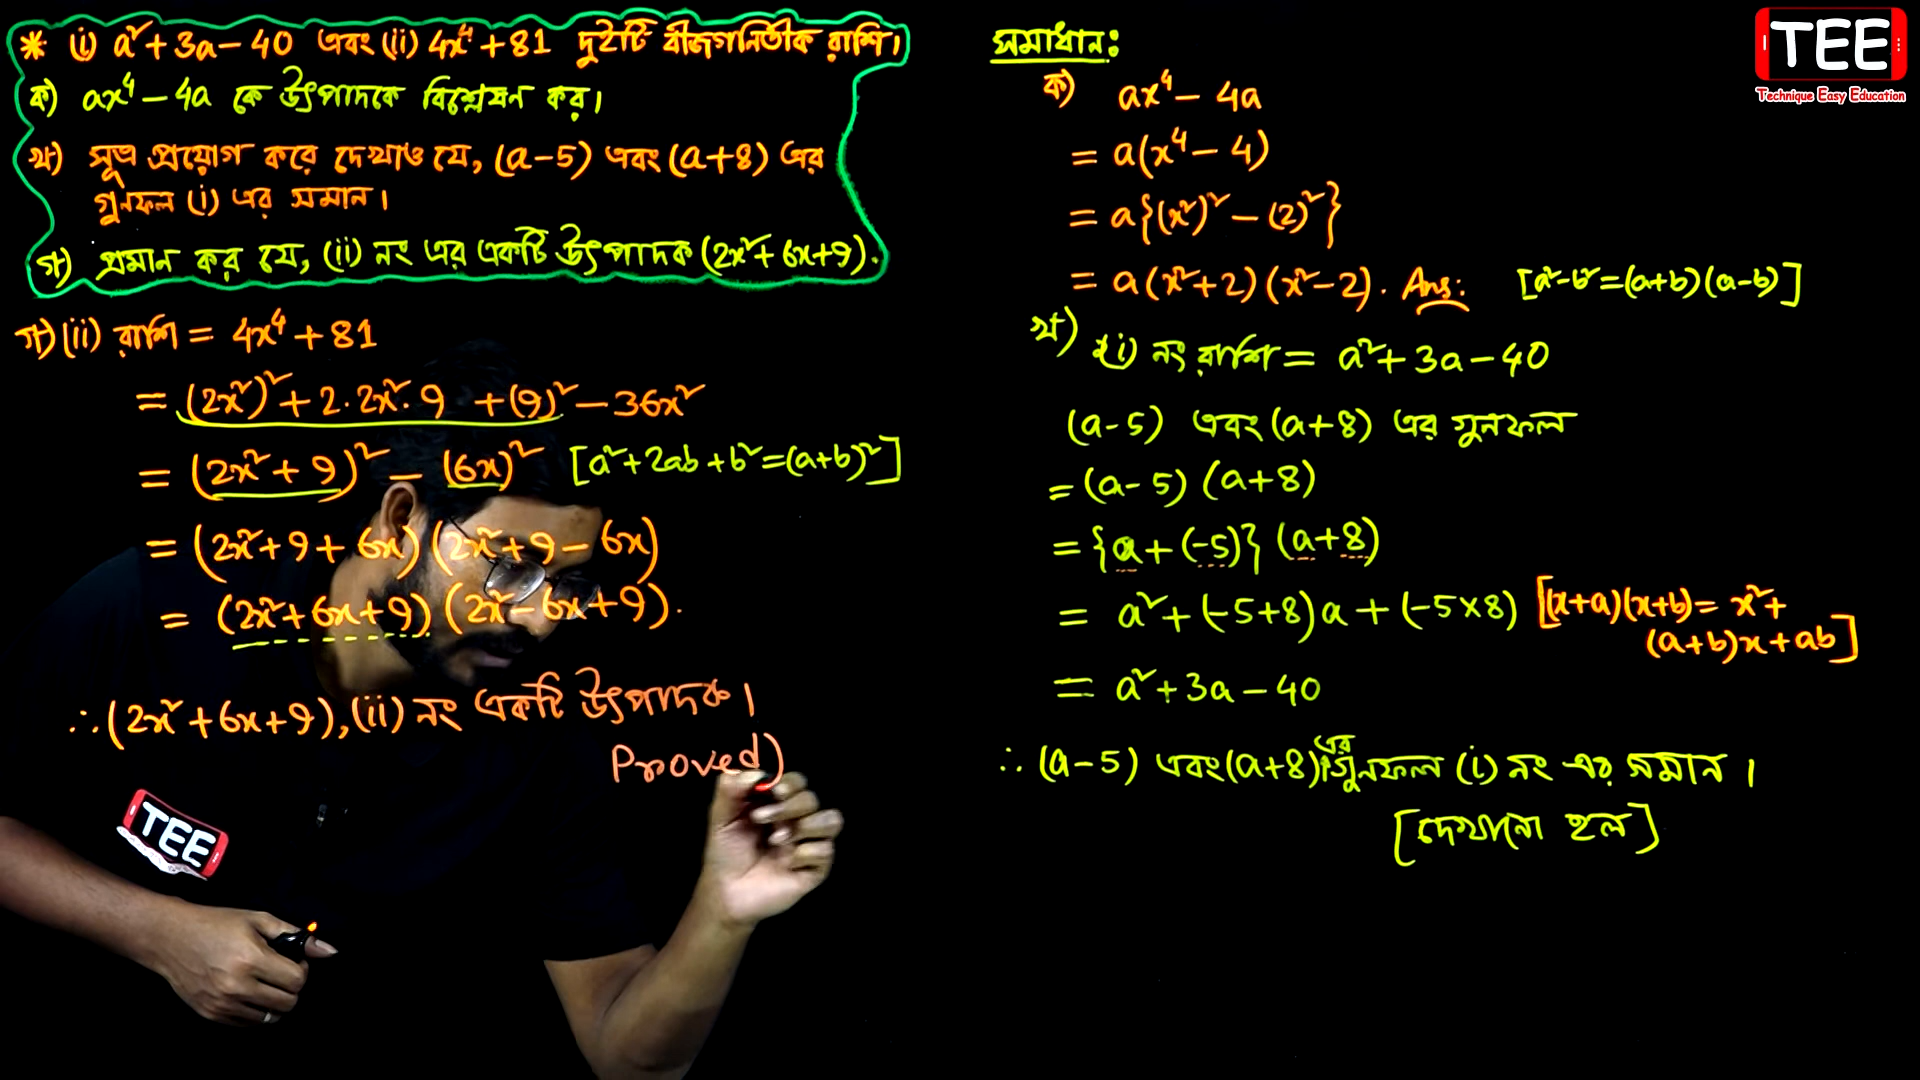 * (i) a² + 3a - 40 এবং (ii) 4x⁴ + 81 দুইটি বীজগনিতীক রাশি।
ক) ax⁴ - 4a কে উৎপাদকে বিশ্লেষন কর।
খ) সূত্র প্রয়োগ করে দেখাও যে, (a-5) এবং (a+8) এর
গুনফল (i) এর সমান।
গ) প্রমান কর যে, (ii) নং এর একটি উৎপাদক (2x² + 6x + 9).
গ) (ii) রাশি = 4x⁴ + 81
= (2x²)² + 2·2x²·9 + (9)² - 36x²
= (2x² + 9)² - (6x)² [a² + 2ab + b² = (a+b)²]
= (2x² + 9 + 6x) (2x² + 9 - 6x)
= (2x² + 6x + 9) (2x² - 6x + 9).
∴ (2x² + 6x + 9), (ii) নং একটি উৎপাদক।
Proved)
TEE
সমাধান:
ক) ax⁴ - 4a
= a(x⁴ - 4)
= a{(x²)² - (2)²}
= a(x² + 2) (x² - 2). Ans: [a² - b² = (a+b) (a-b)]
খ) (i) নং রাশি = a² + 3a - 40
(a-5) এবং (a+8) এর গুনফল
= (a-5) (a+8)
= {a + (-5)} (a+8)
= a² + (-5+8)a + (-5×8) [(x+a)(x+b) = x² +
(a+b)x + ab]
= a² + 3a - 40
∴ (a-5) এবং (a+8) এর গুনফল (i) নং এর সমান।
[দেখানো হল]
TEE
Technique Easy Education